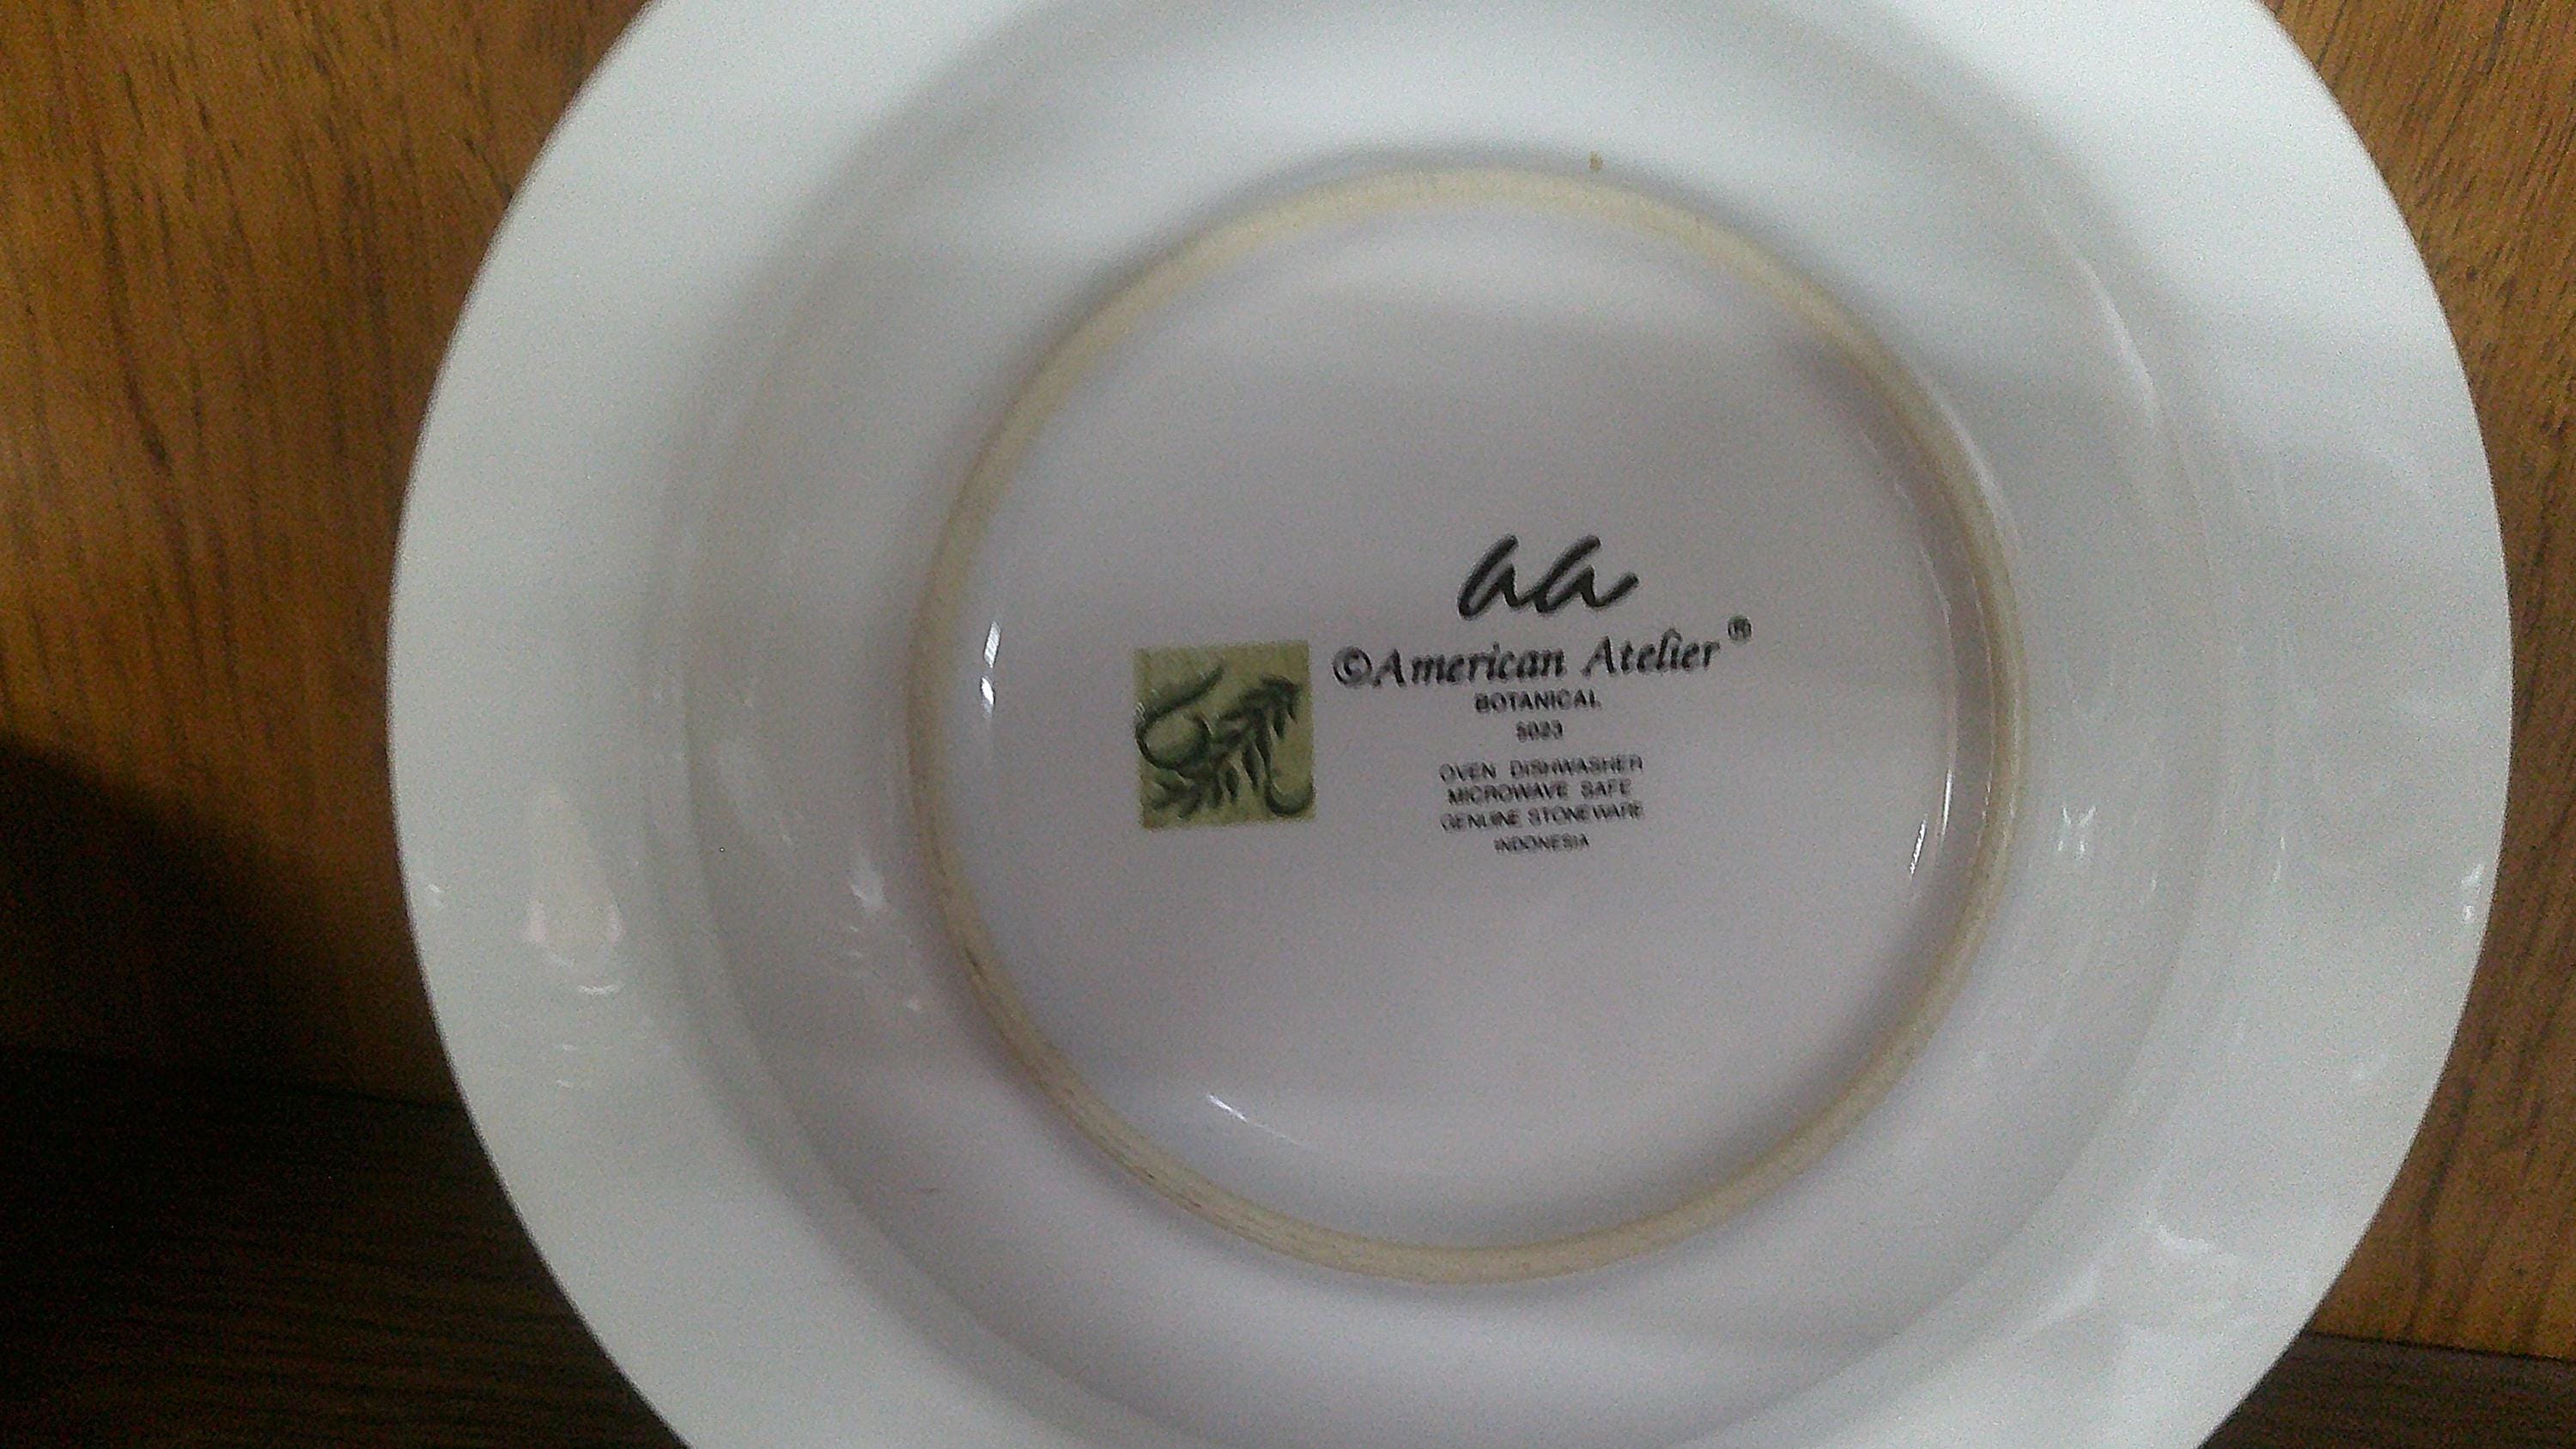 aa
©American Atelier®
BOTANICAL
5023
OVEN DISHWASHER
MICROWAVE SAFE
GENUINE STONEWARE
INDONESIA